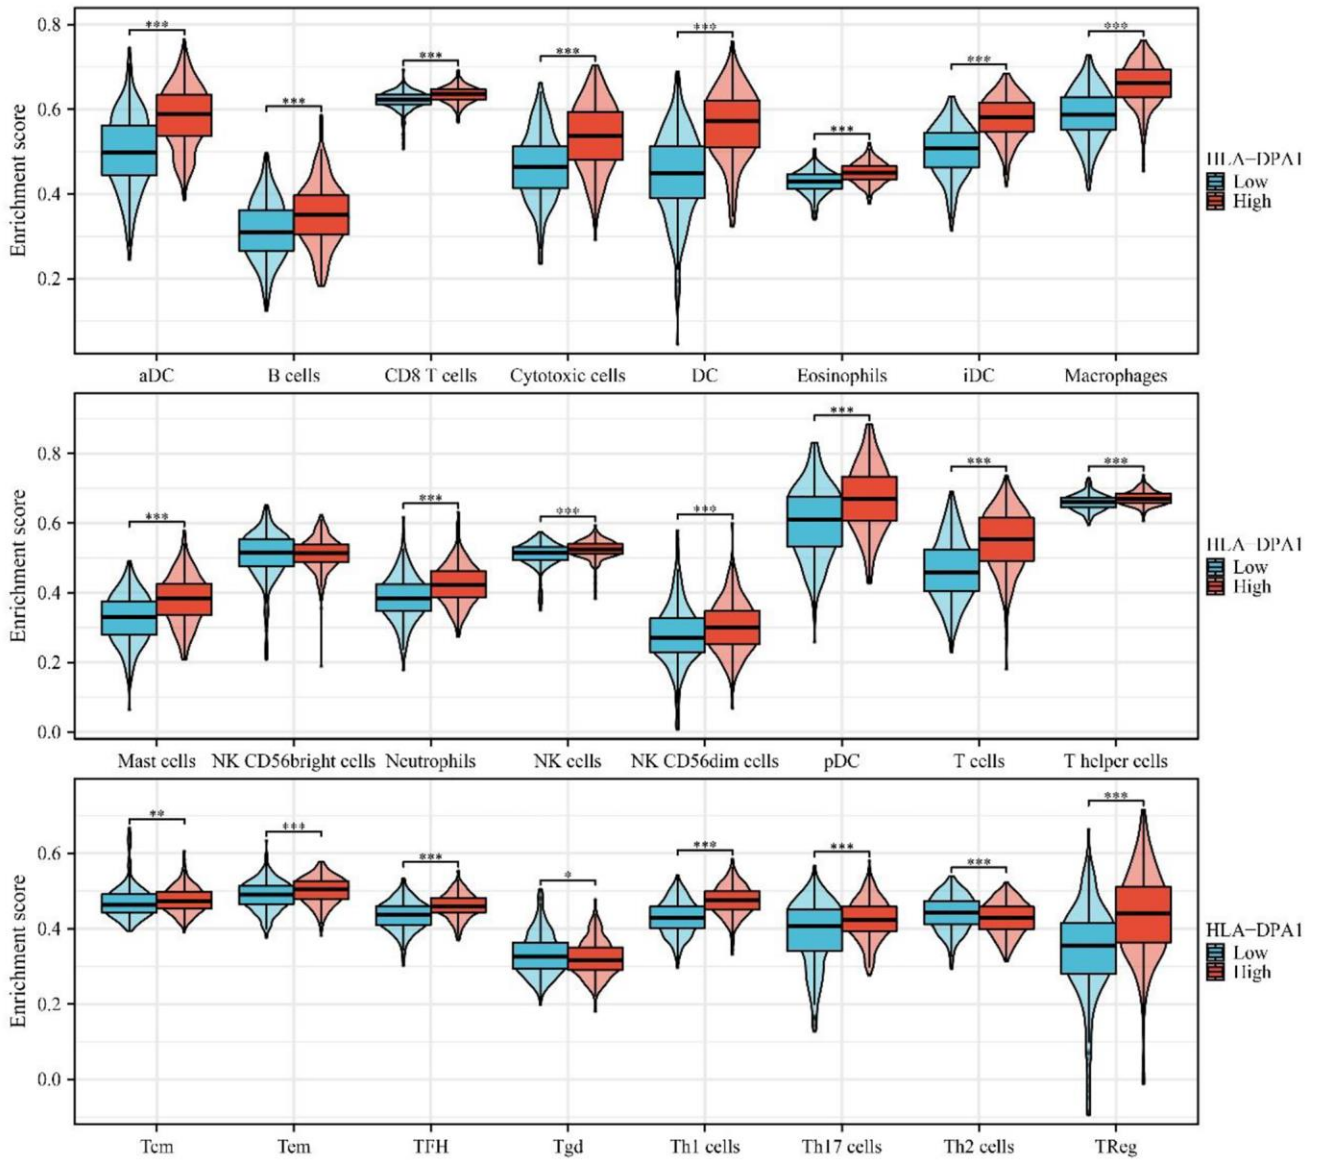 0.8
0.6
0.4
0.2
Enrichment score
*** *** *** *** *** *** *** ***
aDC B cells CD8 T cells Cytotoxic cells DC Eosinophils iDC Macrophages
HLA-DPA1
Low
High
0.8
0.6
0.4
0.2
0.0
Enrichment score
*** *** *** *** *** *** ***
Mast cells NK CD56bright cells Neutrophils NK cells NK CD56dim cells pDC T cells T helper cells
HLA-DPA1
Low
High
0.6
0.4
0.2
0.0
Enrichment score
** *** *** * *** *** *** ***
Tcm Tem TFH Tgd Th1 cells Th17 cells Th2 cells TReg
HLA-DPA1
Low
High